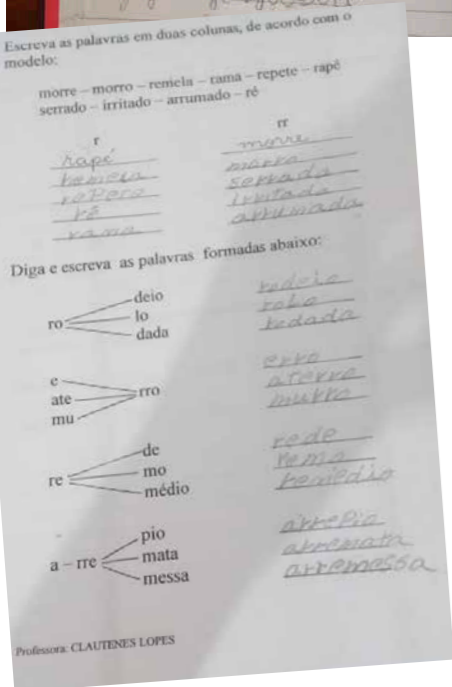 Escreva as palavras em duas colunas, de acordo com o
modelo:
morre – morro – remela – rama – repete – rapé
serrado – irritado – arrumado – ré
r rr
rapé morre
remela morro
serrado
ré irritado
rama arrumado
Diga e escreva as palavras formadas abaixo:
deio rodeio
ro lo rolo
dada rodada
e erro
ate rro aterro
mu murro
de rede
re mo remo
médio remédio
pio arrepio
a – rre mata arremata
messa arremessa
Professora: CLAUTENES LOPES